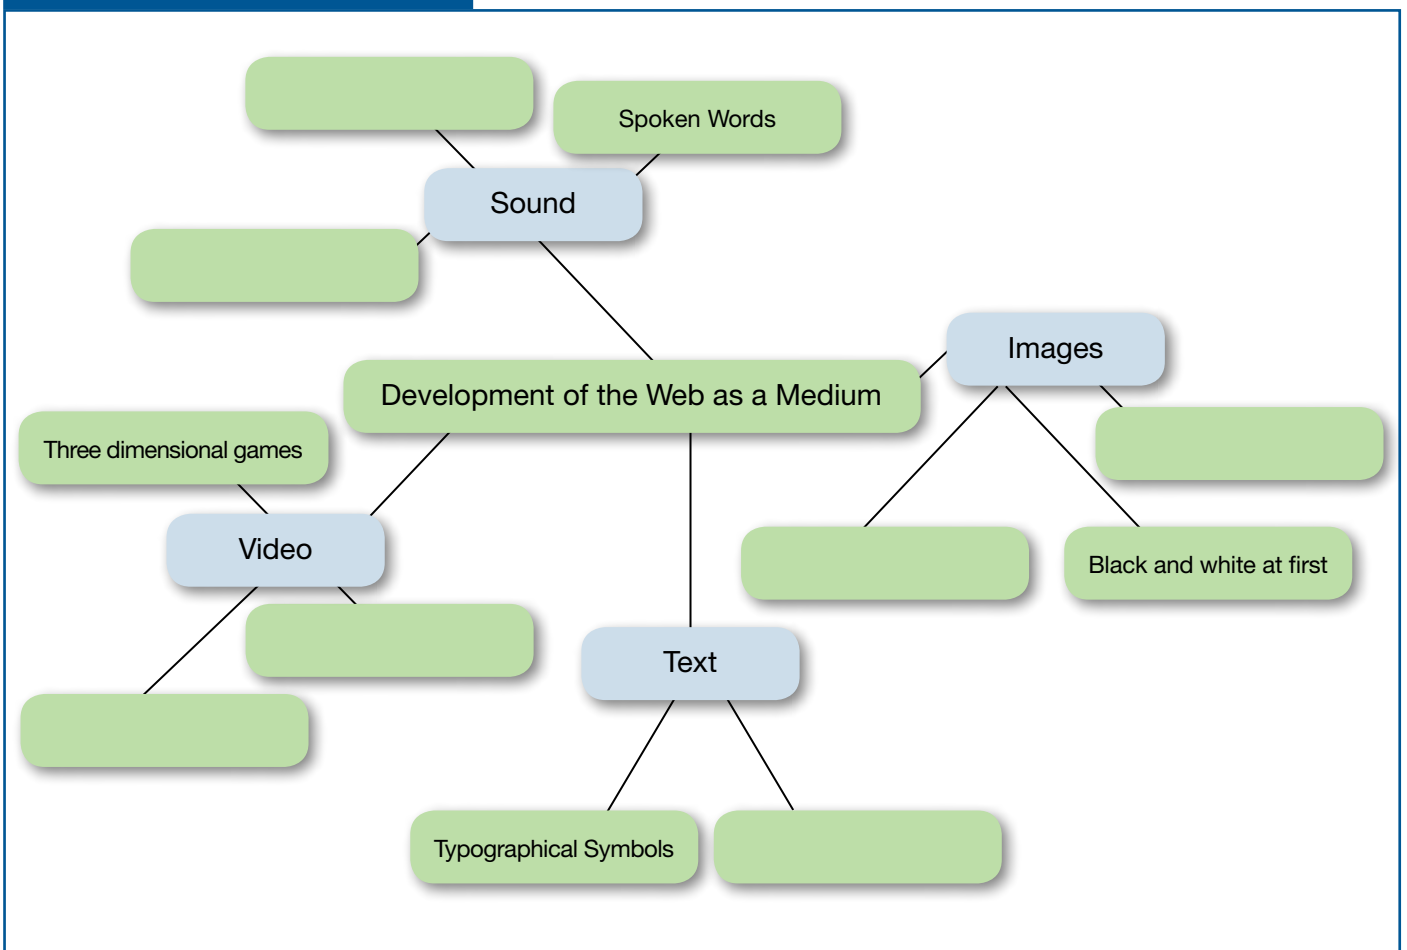 Spoken Words
Sound
Images
Development of the Web as a Medium
Three dimensional games
Video
Black and white at first
Text
Typographical Symbols